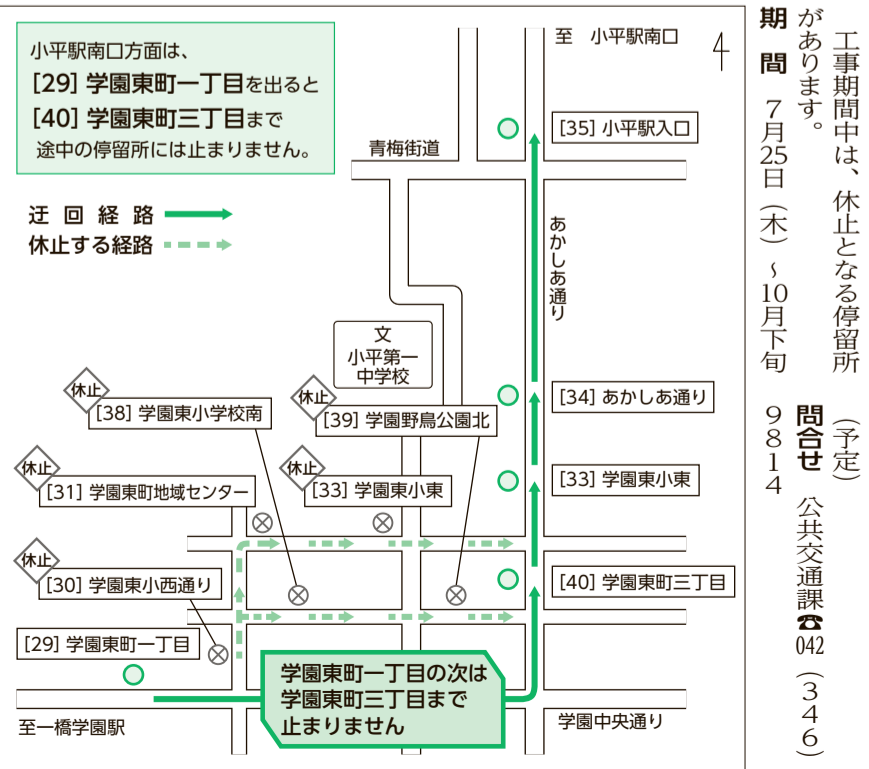 工事期間中は、休止となる停留所
があります。
期　間　７月25日（木）～10月下旬
（予定）
問合せ　公共交通課☎042（３４６）
９８１４
小平駅南口方面は、
[29] 学園東町一丁目を出ると
[40] 学園東町三丁目まで
途中の停留所には止まりません。
迂回経路
休止する経路
至　小平駅南口
4
[35] 小平駅入口
青梅街道
あかしあ通り
文
小平第一
中学校
休止
[38] 学園東小学校南
休止
[39] 学園野鳥公園北
[34] あかしあ通り
休止
[31] 学園東町地域センター
休止
[33] 学園東小東
[33] 学園東小東
休止
[30] 学園東小西通り
[40] 学園東町三丁目
[29] 学園東町一丁目
学園東町一丁目の次は
学園東町三丁目まで
止まりません
至一橋学園駅
学園中央通り